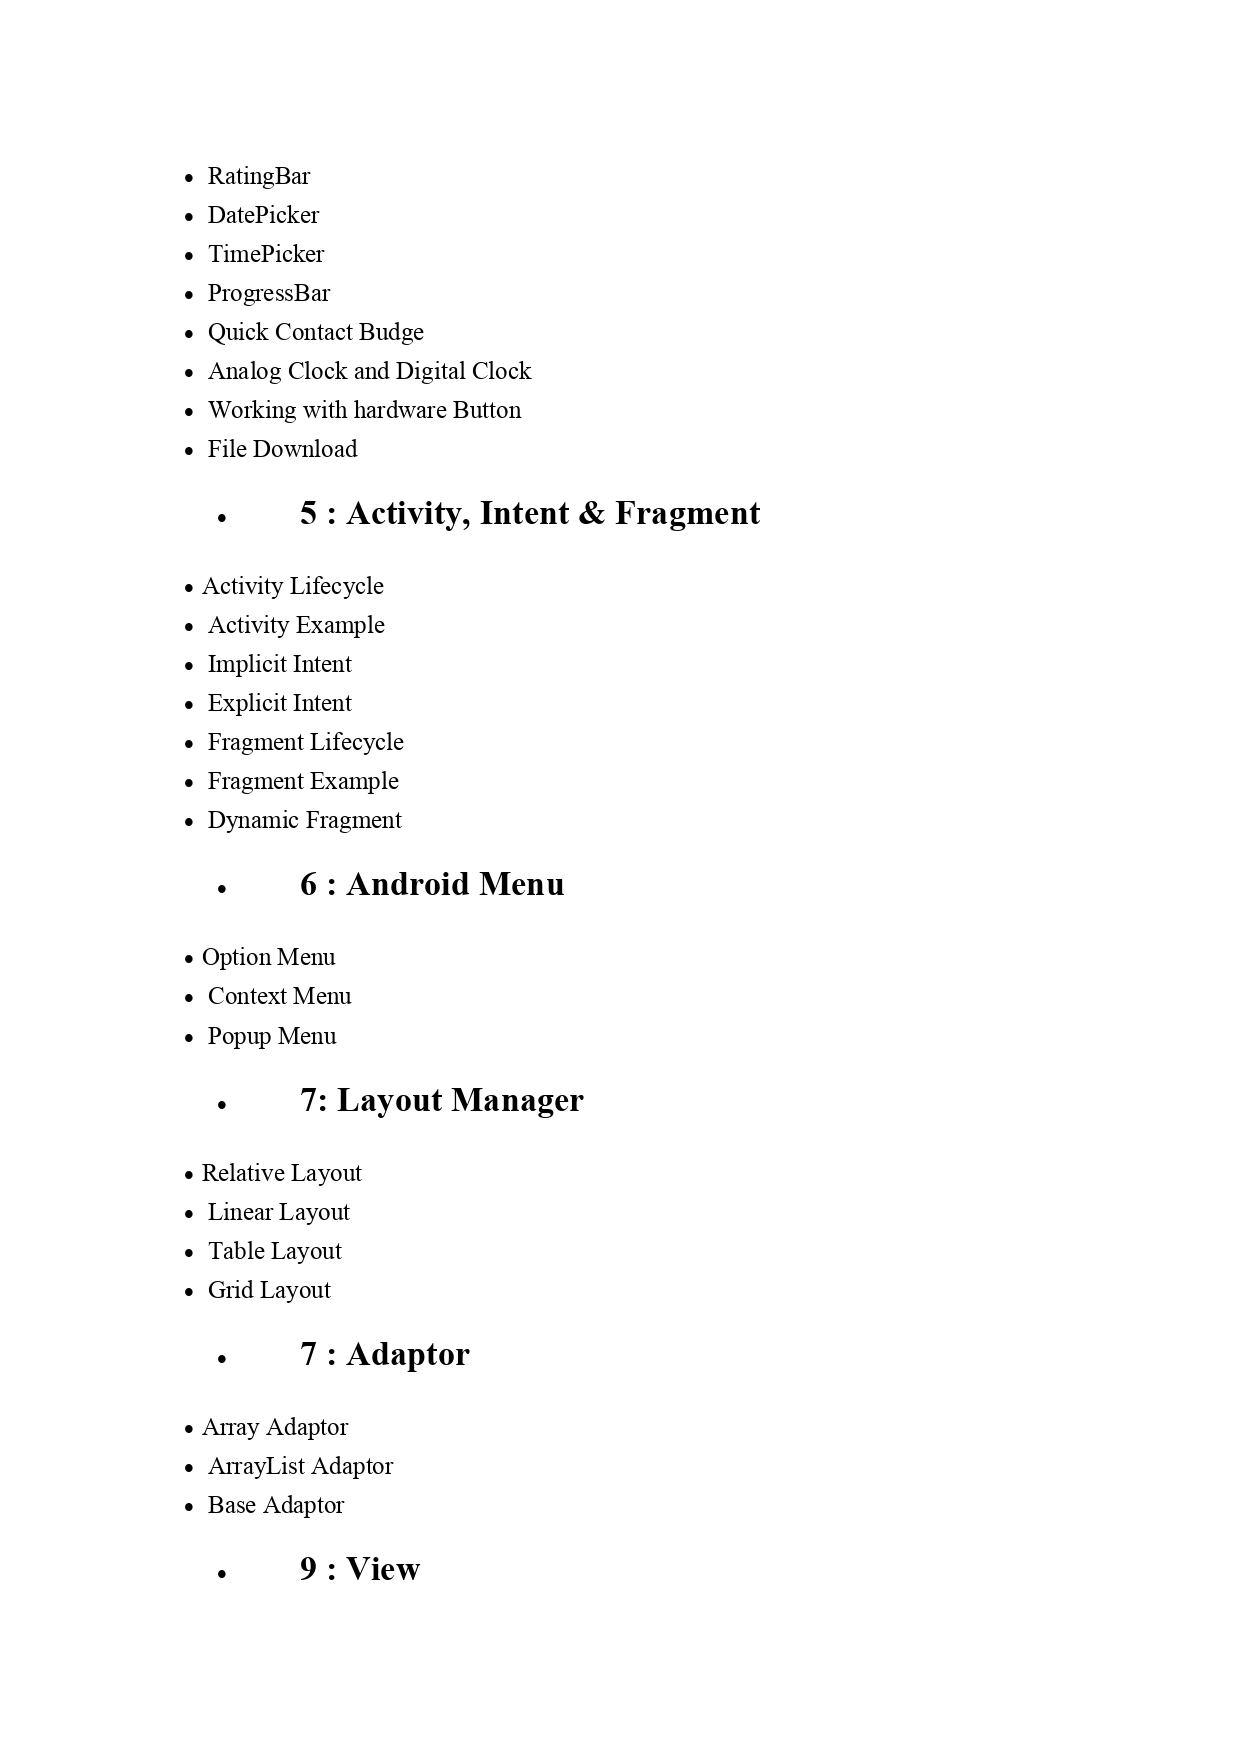 • RatingBar
• DatePicker
• TimePicker
• ProgressBar
• Quick Contact Budge
• Analog Clock and Digital Clock
• Working with hardware Button
• File Download
• 5 : Activity, Intent & Fragment
• Activity Lifecycle
• Activity Example
• Implicit Intent
• Explicit Intent
• Fragment Lifecycle
• Fragment Example
• Dynamic Fragment
• 6 : Android Menu
• Option Menu
• Context Menu
• Popup Menu
• 7: Layout Manager
• Relative Layout
• Linear Layout
• Table Layout
• Grid Layout
• 7 : Adaptor
• Array Adaptor
• ArrayList Adaptor
• Base Adaptor
• 9 : View